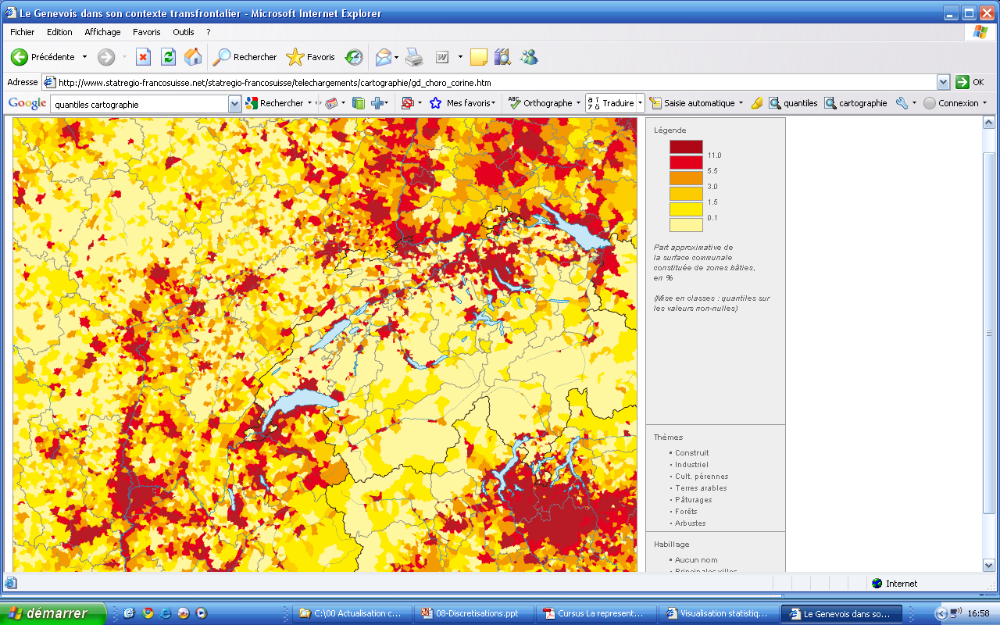 Le Genevois dans son contexte transfrontalier - Microsoft Internet Explorer
Fichier Edition Affichage Favoris Outils ?
Précédente Rechercher Favoris
Adresse http://www.statregio-francosuisse.net/statregio-francosuisse/telechargements/cartographie/gd_choro_corine.htm OK
Google quantiles cartographie Rechercher Mes favoris ABC Orthographe Traduire Saisie automatique quantiles cartographie Connexion
Légende
11.0
5.5
3.0
1.5
0.1
Part approximative de
la surface communale
constituée de zones bâties,
en %
(Mise en classes : quantiles sur
les valeurs non-nulles)
Thèmes
Construit
Industriel
Cult. pérennes
Terres arables
Pâturages
Forêts
Arbustes
Habillage
Aucun nom
Principales villes
Internet
démarrer C:\00 Actualisation c... 08-Discretisations.ppt Cursus La represent... Visualisation statistiq... Le Genevois dans so... 16:58